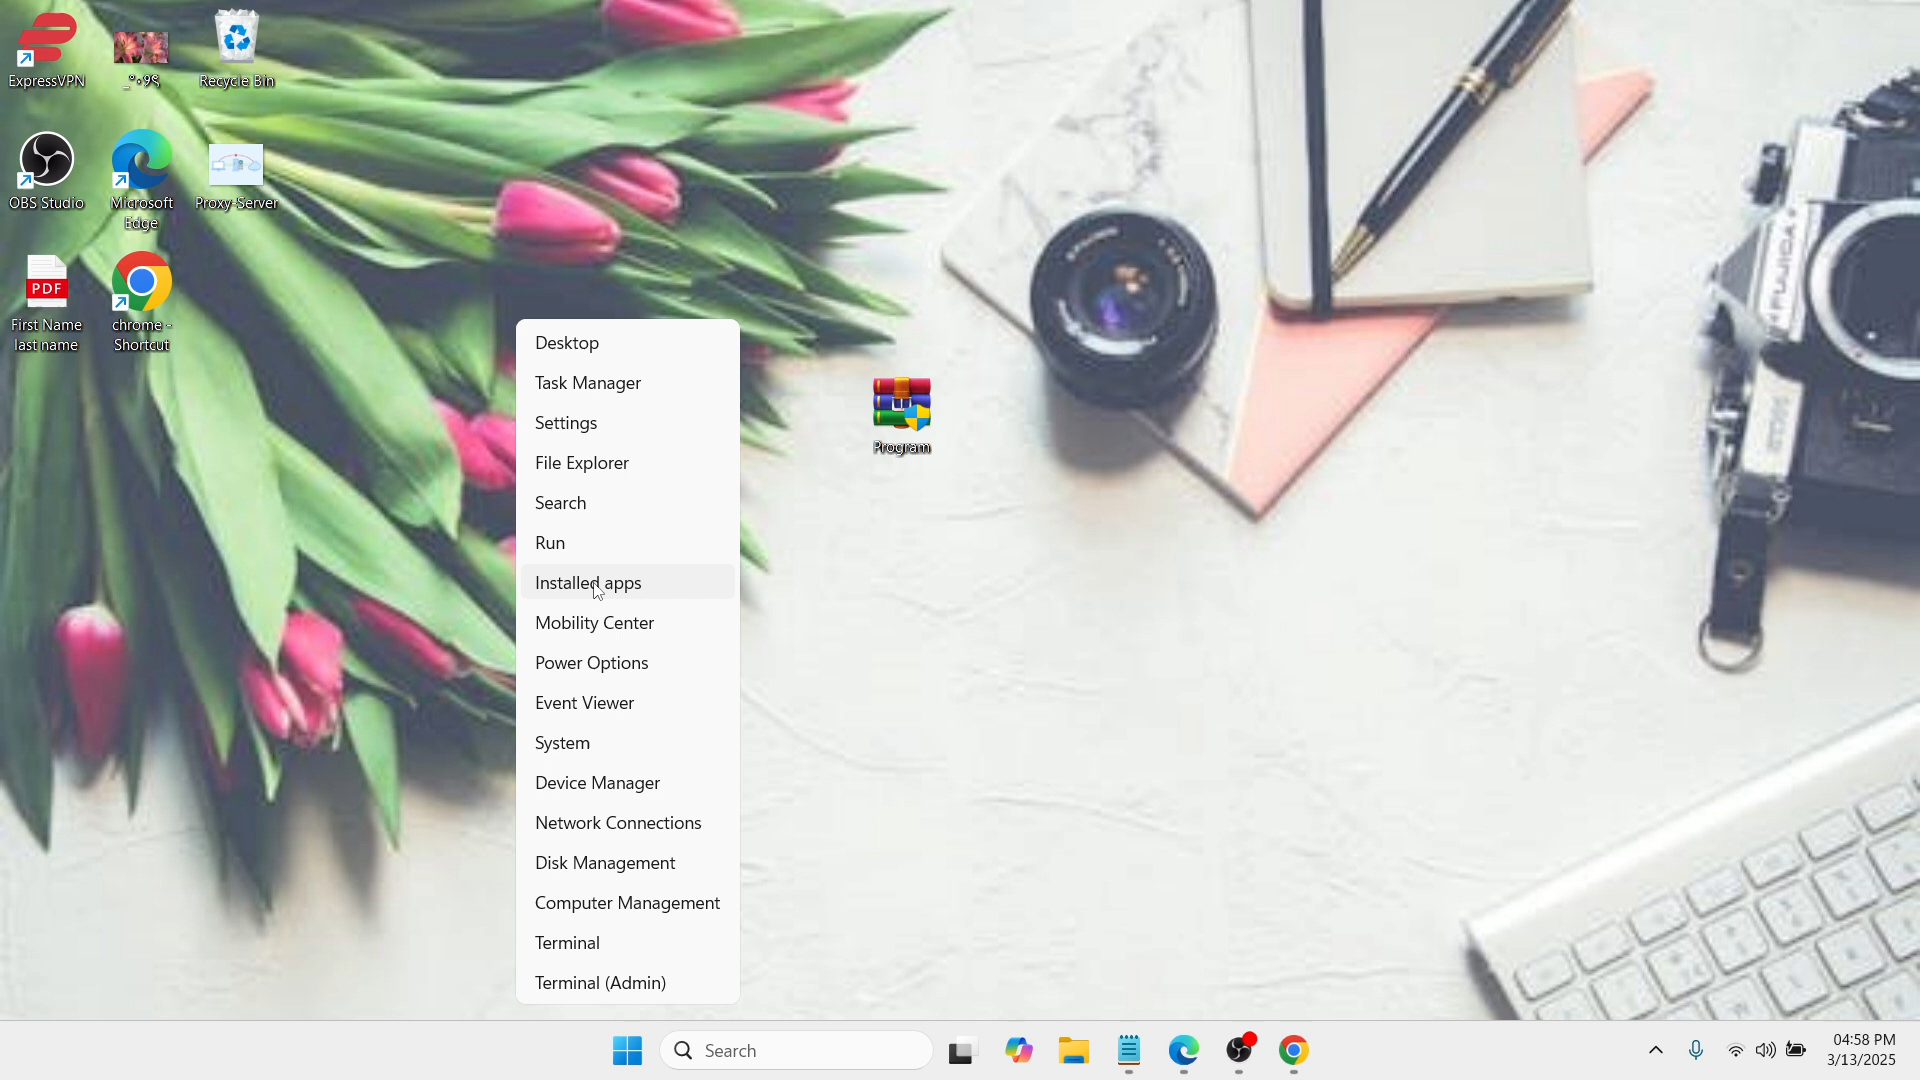 ExpressVPN
Recycle Bin
OBS Studio
Microsoft
Edge
Proxy-Server
PDF
First Name
last name
chrome -
Shortcut
Program
FUJICA
Desktop
Task Manager
Settings
File Explorer
Search
Run
Installed apps
Mobility Center
Power Options
Event Viewer
System
Device Manager
Network Connections
Disk Management
Computer Management
Terminal
Terminal (Admin)
Search
04:58 PM
3/13/2025